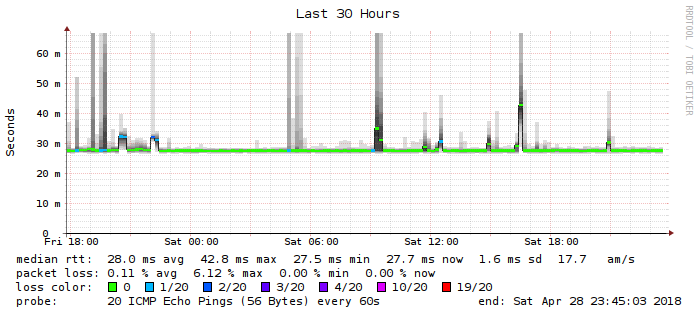 Last 30 Hours
RRDTOOL / TOBI OETIKER
Seconds
60 m
50 m
40 m
30 m
20 m
10 m
0
Fri 18:00 Sat 00:00 Sat 06:00 Sat 12:00 Sat 18:00
median rtt: 28.0 ms avg 42.8 ms max 27.5 ms min 27.7 ms now 1.6 ms sd 17.7 am/s
packet loss: 0.11 % avg 6.12 % max 0.00 % min 0.00 % now
loss color: 0 1/20 2/20 3/20 4/20 10/20 19/20
probe: 20 ICMP Echo Pings (56 Bytes) every 60s end: Sat Apr 28 23:45:03 2018